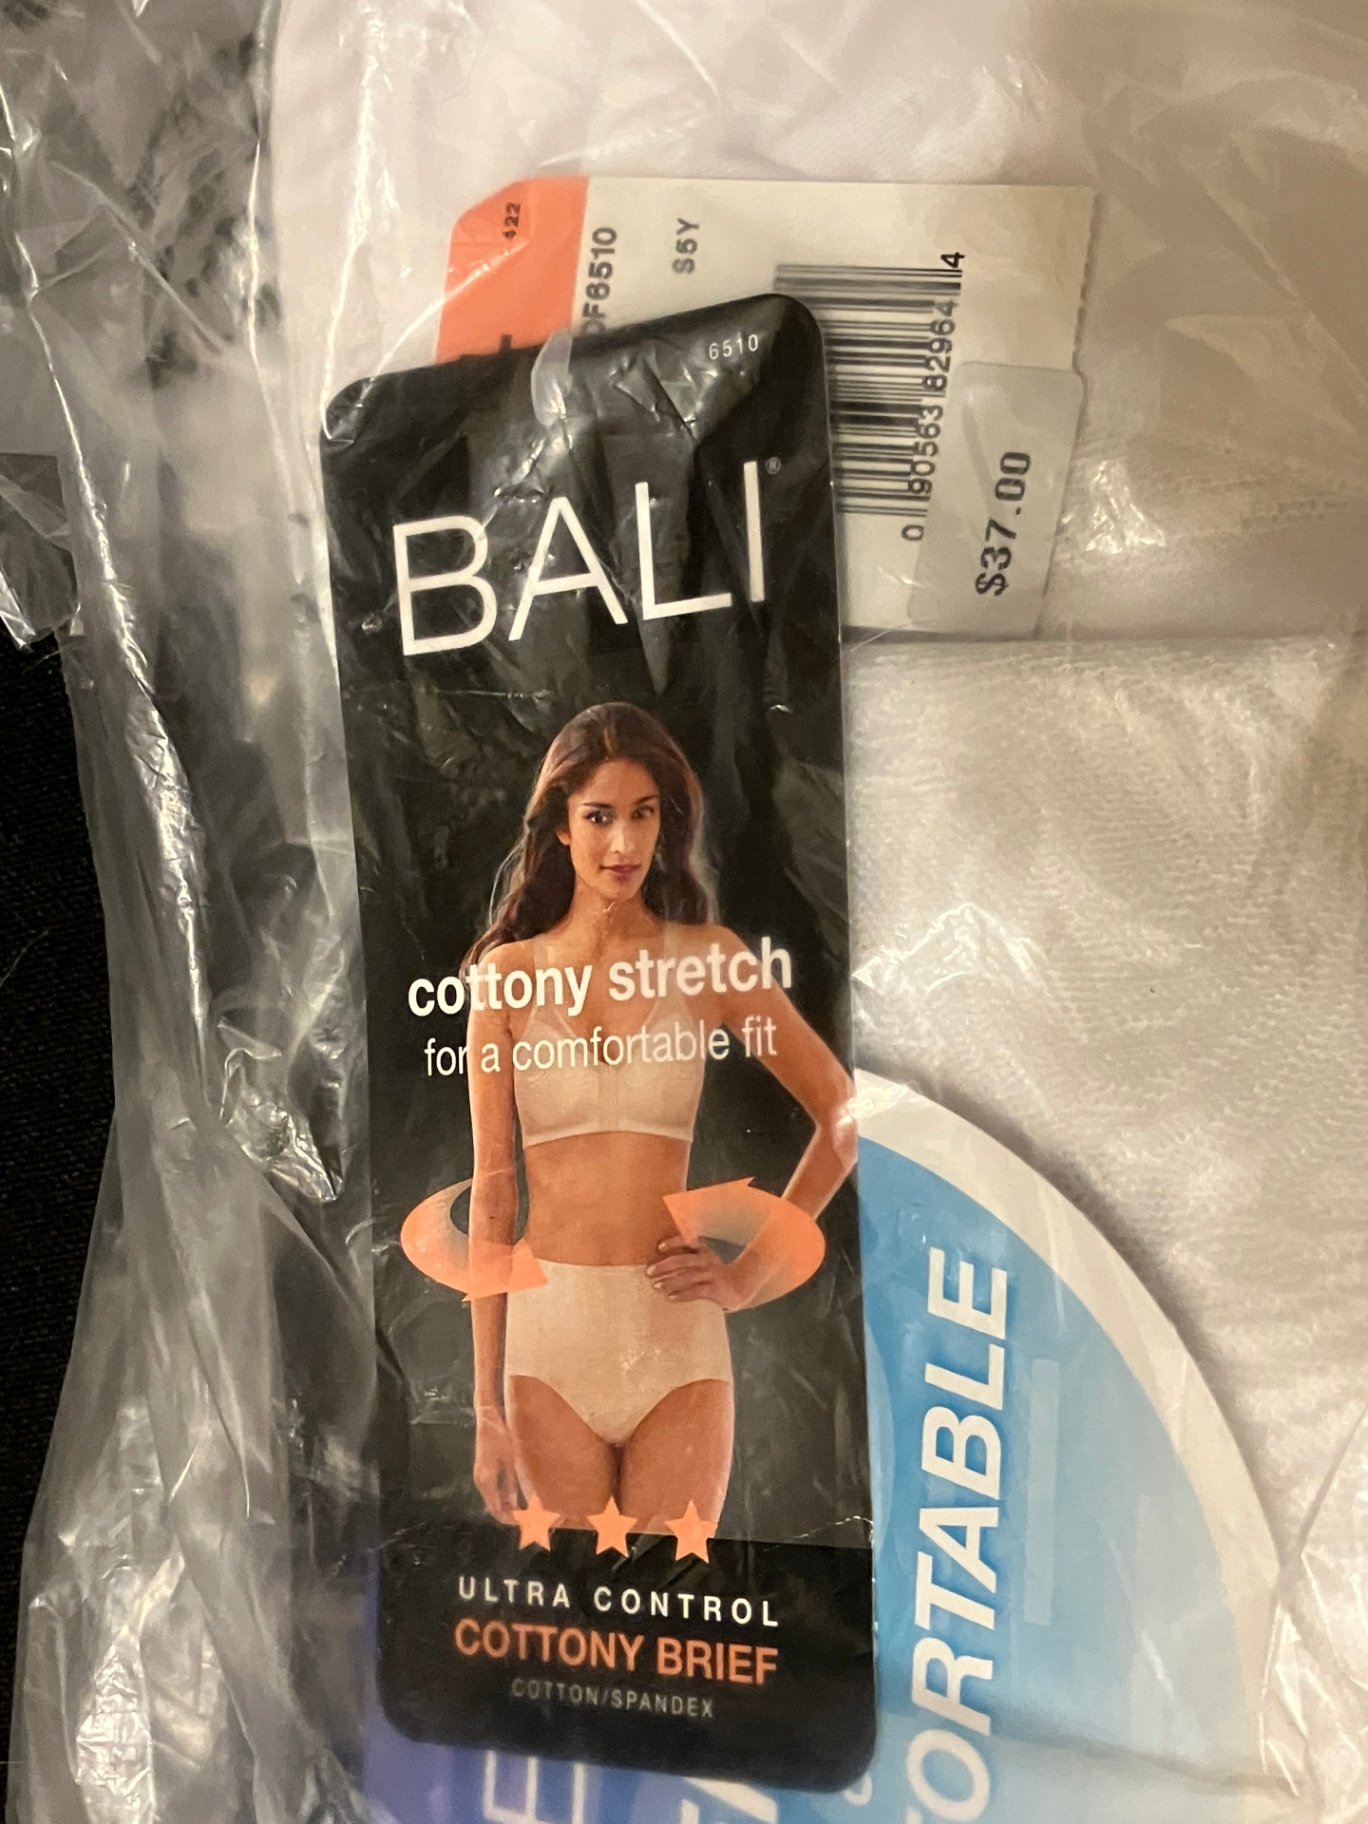 422
DF6510
S5Y
0 90563 82964 4
$37.00
6510
BALI®
cottony stretch
for a comfortable fit
ULTRA CONTROL
COTTONY BRIEF
COTTON/SPANDEX
ORTABLE